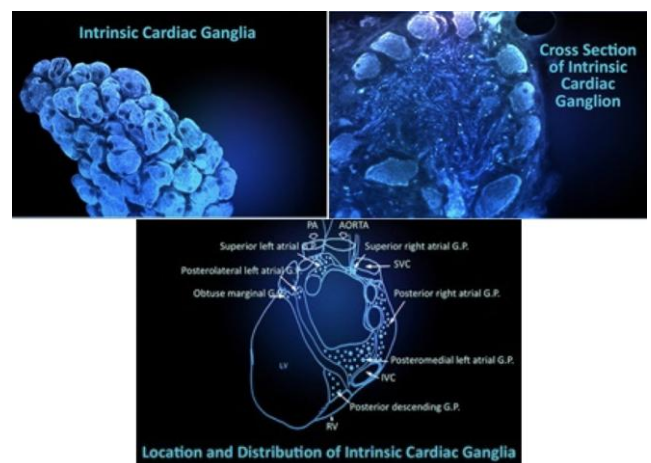 Intrinsic Cardiac Ganglia
Cross Section
of Intrinsic
Cardiac
Ganglion
PA AORTA
Superior left atrial G.P. Superior right atrial G.P.
SVC
Posterolateral left atrial G.P.
Obtuse marginal G.P. Posterior right atrial G.P.
LV
Posteromedial left atrial G.P.
IVC
Posterior descending G.P.
RV
Location and Distribution of Intrinsic Cardiac Ganglia